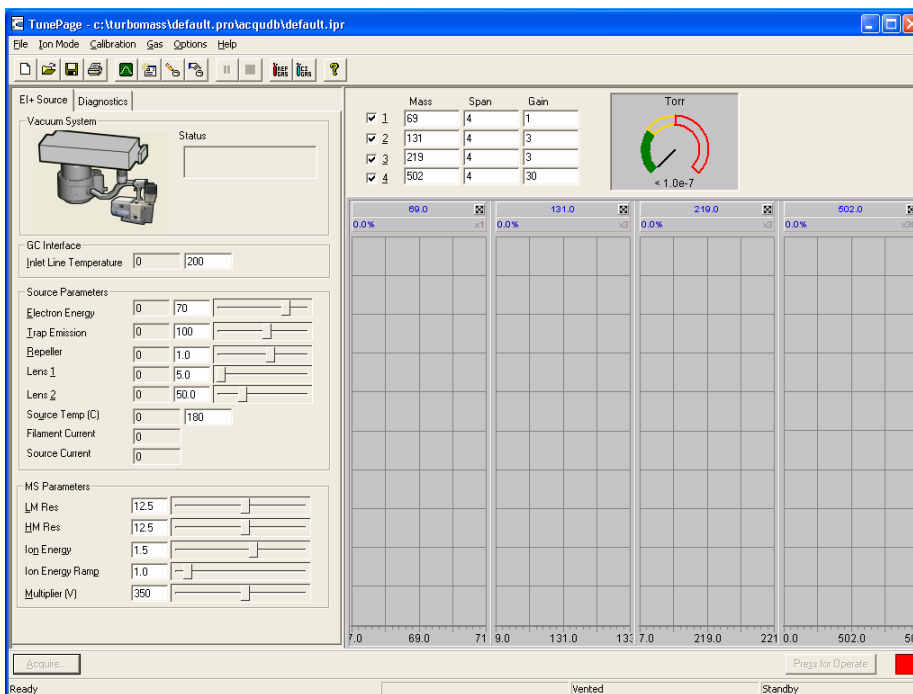 TunePage - c:\turbomass\default.pro\acqudb\default.ipr
File Ion Mode Calibration Gas Options Help
REF GAS CI GAS ?
EI+ Source Diagnostics
Vacuum System
Status
GC Interface
Inlet Line Temperature 0 200
Source Parameters
Electron Energy 0 70
Trap Emission 0 100
Repeller 0 1.0
Lens 1 0 5.0
Lens 2 0 50.0
Source Temp (C) 0 180
Filament Current 0
Source Current 0
MS Parameters
LM Res 12.5
HM Res 12.5
Ion Energy 1.5
Ion Energy Ramp 1.0
Multiplier (V) 350
Mass Span Gain
1 69 4 1
2 131 4 3
3 219 4 3
4 502 4 30
Torr
< 1.0e-7
69.0 131.0 219.0 502.0
0.0% x1 0.0% x3 0.0% x3 0.0% x30
7.0 69.0 71 9.0 131.0 133 7.0 219.0 221 0.0 502.0
Acquire... Press for Operate
Ready Vented Standby